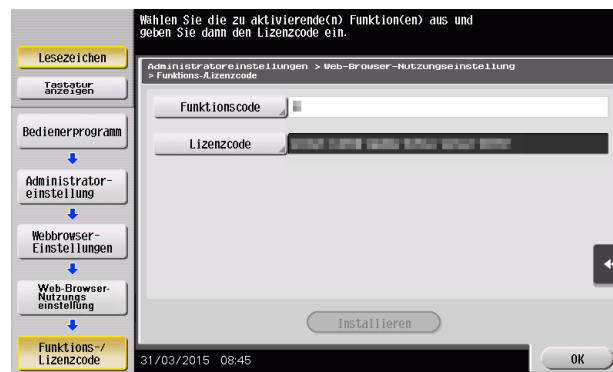 Wählen Sie die zu aktivierende(n) Funktion(en) aus und
geben Sie dann den Lizenzcode ein.
Lesezeichen
Tastatur
anzeigen
Bedienerprogramm
Administrator-
einstellung
Webbrowser-
Einstellungen
Web-Browser-
Nutzungs
einstellung
Funktions-/
Lizenzcode
Administratoreinstellungen > Web-Browser-Nutzungseinstellung
> Funktions-/Lizenzcode
Funktionscode
Lizenzcode
Installieren
31/03/2015 08:45
OK